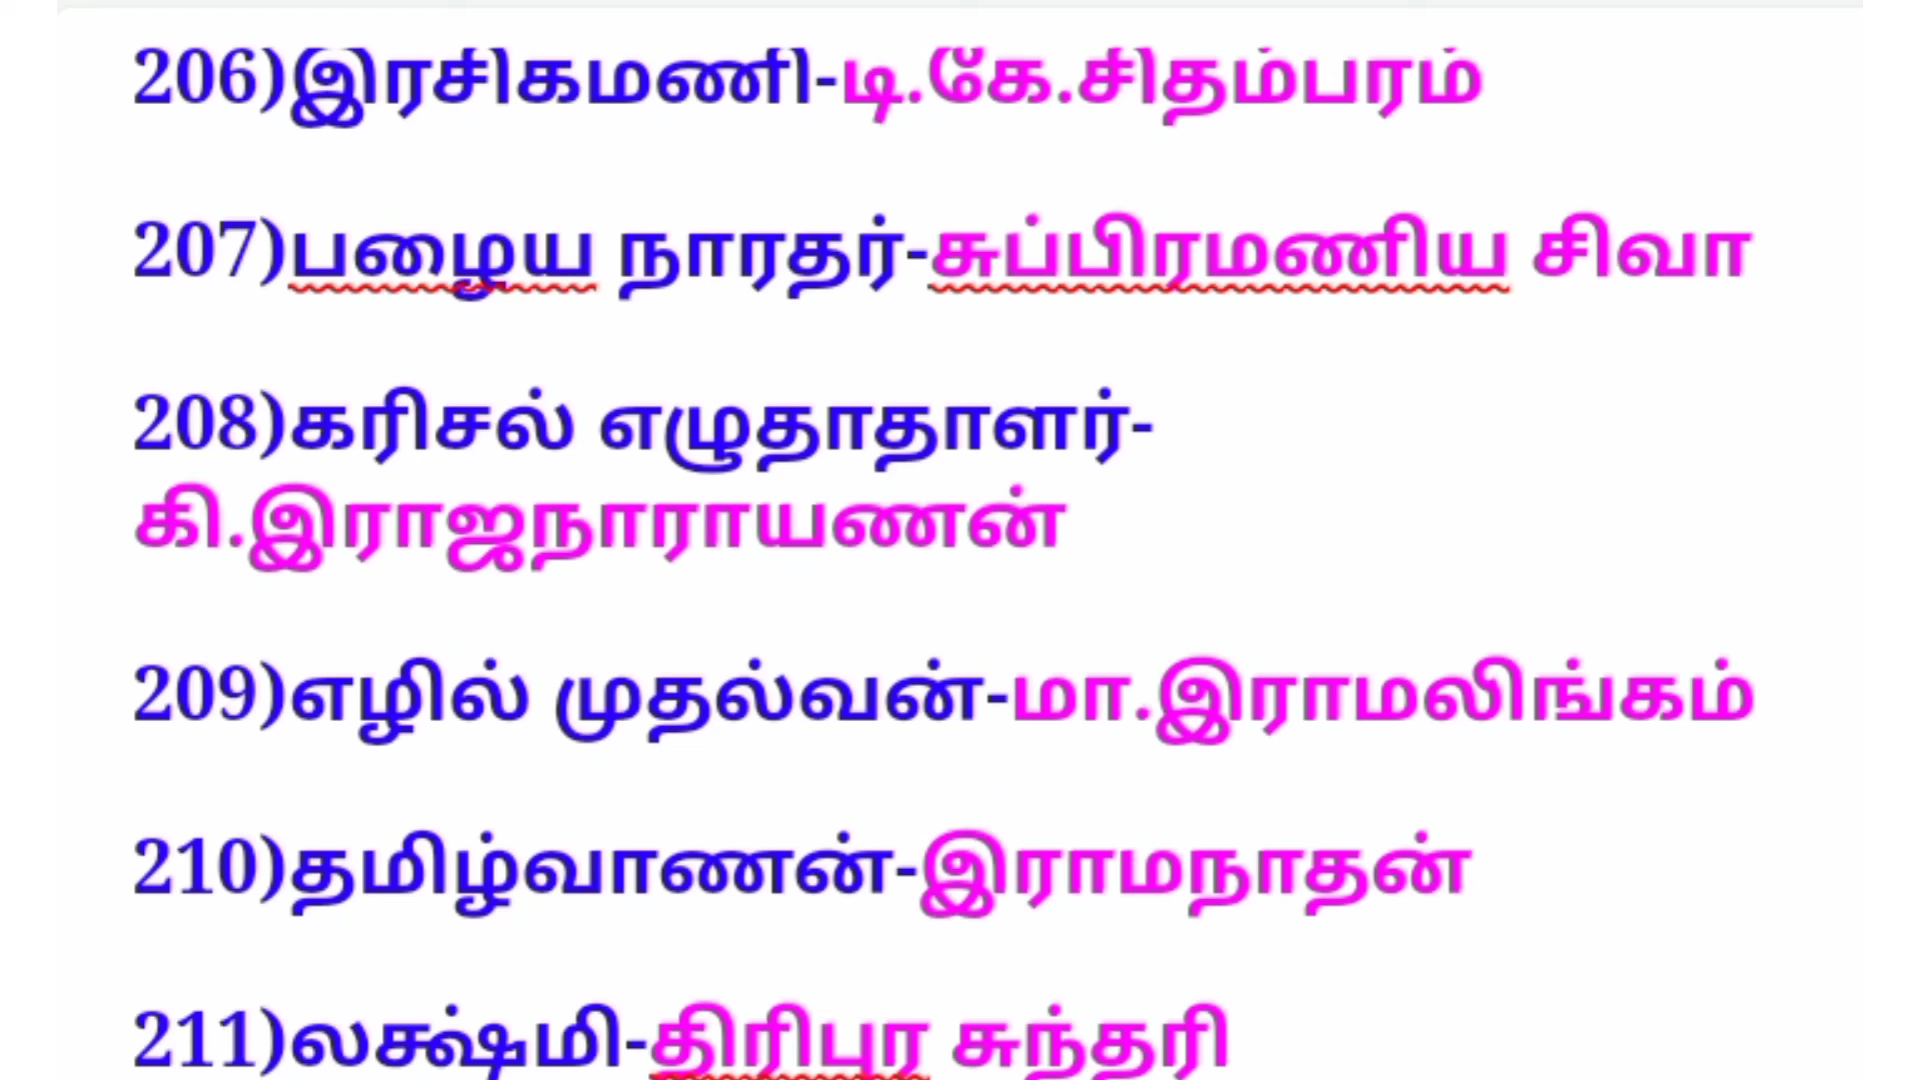 206)இரசிகமணி-டி.கே.சிதம்பரம்
207)பழைய நாரதர்-சுப்பிரமணிய சிவா
208)கரிசல் எழுதாதாளர்-
கி.இராஜநாராயணன்
209)எழில் முதல்வன்-மா.இராமலிங்கம்
210)தமிழ்வாணன்-இராமநாதன்
211)லக்ஷ்மி-திரிபுர சுந்தரி